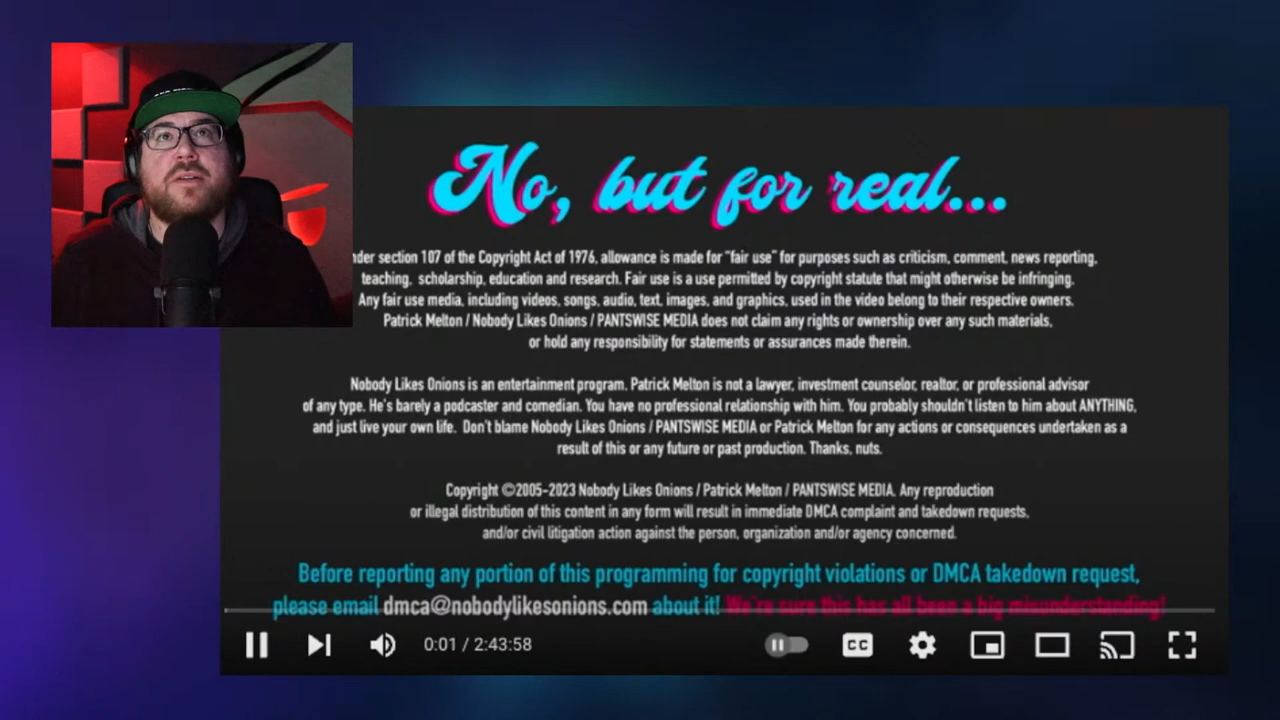 No, but for real...
nder section 107 of the Copyright Act of 1976, allowance is made for "fair use" for purposes such as criticism, comment, news reporting,
teaching, scholarship, education and research. Fair use is a use permitted by copyright statute that might otherwise be infringing.
Any fair use media, including videos, songs, audio, text, images, and graphics, used in the video belong to their respective owners.
Patrick Melton / Nobody Likes Onions / PANTSWISE MEDIA does not claim any rights or ownership over any such materials,
or hold any responsibility for statements or assurances made therein.
Nobody Likes Onions is an entertainment program. Patrick Melton is not a lawyer, investment counselor, realtor, or professional advisor
of any type. He's barely a podcaster and comedian. You have no professional relationship with him. You probably shouldn't listen to him about ANYTHING,
and just live your own life. Don't blame Nobody Likes Onions / PANTSWISE MEDIA or Patrick Melton for any actions or consequences undertaken as a
result of this or any future or past production. Thanks, nuts.
Copyright ©2005-2023 Nobody Likes Onions / Patrick Melton / PANTSWISE MEDIA. Any reproduction
or illegal distribution of this content in any form will result in immediate DMCA complaint and takedown requests,
and/or civil litigation action against the person, organization and/or agency concerned.
Before reporting any portion of this programming for copyright violations or DMCA takedown request,
please email dmca@nobodylikesonions.com about it! We're sure this has all been a big misunderstanding!
0:01 / 2:43:58
CC